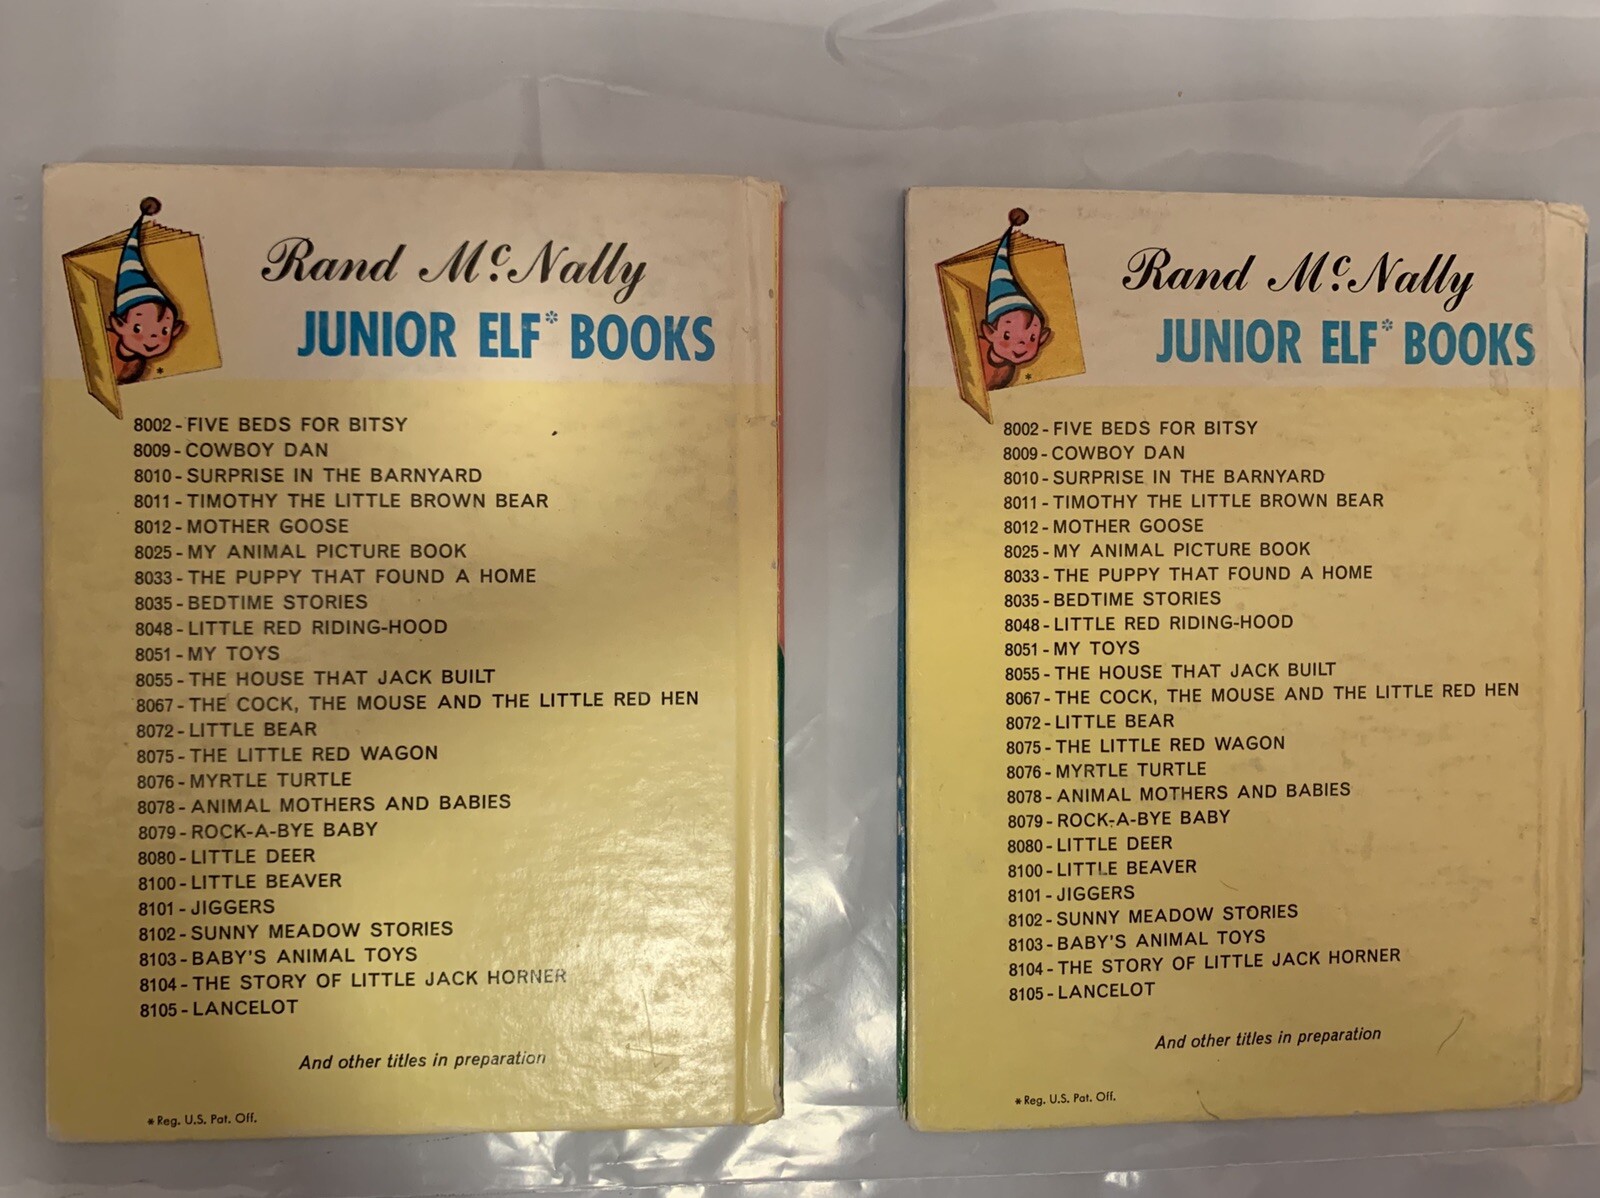 Rand McNally
JUNIOR ELF* BOOKS
*
8002-FIVE BEDS FOR BITSY
8009-COWBOY DAN
8010-SURPRISE IN THE BARNYARD
8011-TIMOTHY THE LITTLE BROWN BEAR
8012-MOTHER GOOSE
8025-MY ANIMAL PICTURE BOOK
8033-THE PUPPY THAT FOUND A HOME
8035-BEDTIME STORIES
8048-LITTLE RED RIDING-HOOD
8051-MY TOYS
8055-THE HOUSE THAT JACK BUILT
8067-THE COCK, THE MOUSE AND THE LITTLE RED HEN
8072-LITTLE BEAR
8075-THE LITTLE RED WAGON
8076-MYRTLE TURTLE
8078-ANIMAL MOTHERS AND BABIES
8079-ROCK-A-BYE BABY
8080-LITTLE DEER
8100-LITTLE BEAVER
8101-JIGGERS
8102-SUNNY MEADOW STORIES
8103-BABY'S ANIMAL TOYS
8104-THE STORY OF LITTLE JACK HORNER
8105-LANCELOT
And other titles in preparation
*Reg. U.S. Pat. Off.
Rand McNally
JUNIOR ELF* BOOKS
*
8002-FIVE BEDS FOR BITSY
8009-COWBOY DAN
8010-SURPRISE IN THE BARNYARD
8011-TIMOTHY THE LITTLE BROWN BEAR
8012-MOTHER GOOSE
8025-MY ANIMAL PICTURE BOOK
8033-THE PUPPY THAT FOUND A HOME
8035-BEDTIME STORIES
8048-LITTLE RED RIDING-HOOD
8051-MY TOYS
8055-THE HOUSE THAT JACK BUILT
8067-THE COCK, THE MOUSE AND THE LITTLE RED HEN
8072-LITTLE BEAR
8075-THE LITTLE RED WAGON
8076-MYRTLE TURTLE
8078-ANIMAL MOTHERS AND BABIES
8079-ROCK-A-BYE BABY
8080-LITTLE DEER
8100-LITTLE BEAVER
8101-JIGGERS
8102-SUNNY MEADOW STORIES
8103-BABY'S ANIMAL TOYS
8104-THE STORY OF LITTLE JACK HORNER
8105-LANCELOT
And other titles in preparation
*Reg. U.S. Pat. Off.